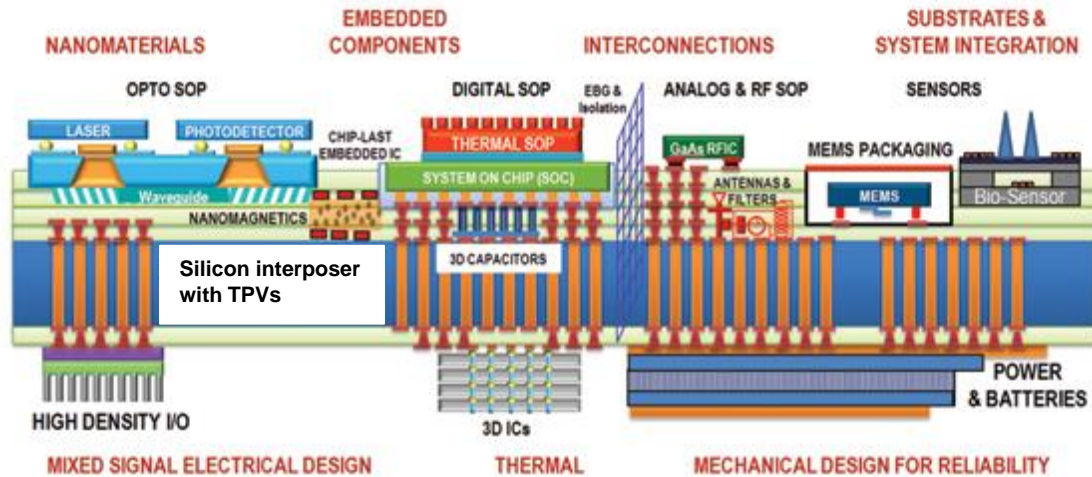 NANOMATERIALS
EMBEDDED
COMPONENTS
INTERCONNECTIONS
SUBSTRATES &
SYSTEM INTEGRATION
OPTO SOP
DIGITAL SOP
EBG &
Isolation
ANALOG & RF SOP
SENSORS
LASER
PHOTODETECTOR
CHIP-LAST
EMBEDDED IC
THERMAL SOP
GaAs RFIC
MEMS PACKAGING
SYSTEM ON CHIP (SOC)
ANTENNAS &
FILTERS
MEMS
Waveguide
Bio-Sensor
NANOMAGNETICS
3D CAPACITORS
Silicon interposer
with TPVs
HIGH DENSITY I/O
3D ICs
POWER
& BATTERIES
MIXED SIGNAL ELECTRICAL DESIGN
THERMAL
MECHANICAL DESIGN FOR RELIABILITY